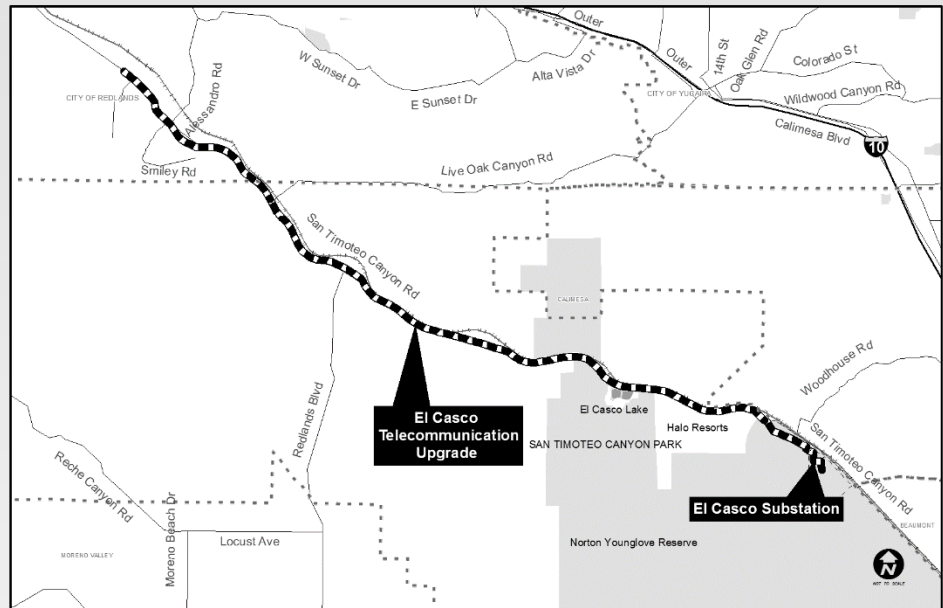 Outer
Outer
14th St
Oak Glen Rd
Colorado St
W Sunset Dr
Alta Vista Dr
CITY OF REDLANDS
Alessandro Rd
E Sunset Dr
CITY OF YUCAIPA
Wildwood Canyon Rd
Calimesa Blvd
10
Smiley Rd
Live Oak Canyon Rd
San Timoteo Canyon Rd
CALIMESA
Woodhouse Rd
El Casco
Telecommunication
Upgrade
El Casco Lake
Halo Resorts
SAN TIMOTEO CANYON PARK
San Timoteo Canyon Rd
Redlands Blvd
Reche Canyon Rd
Moreno Beach Dr
El Casco Substation
BEAUMONT
Locust Ave
Norton Younglove Reserve
MORENO VALLEY
N
NOT TO SCALE